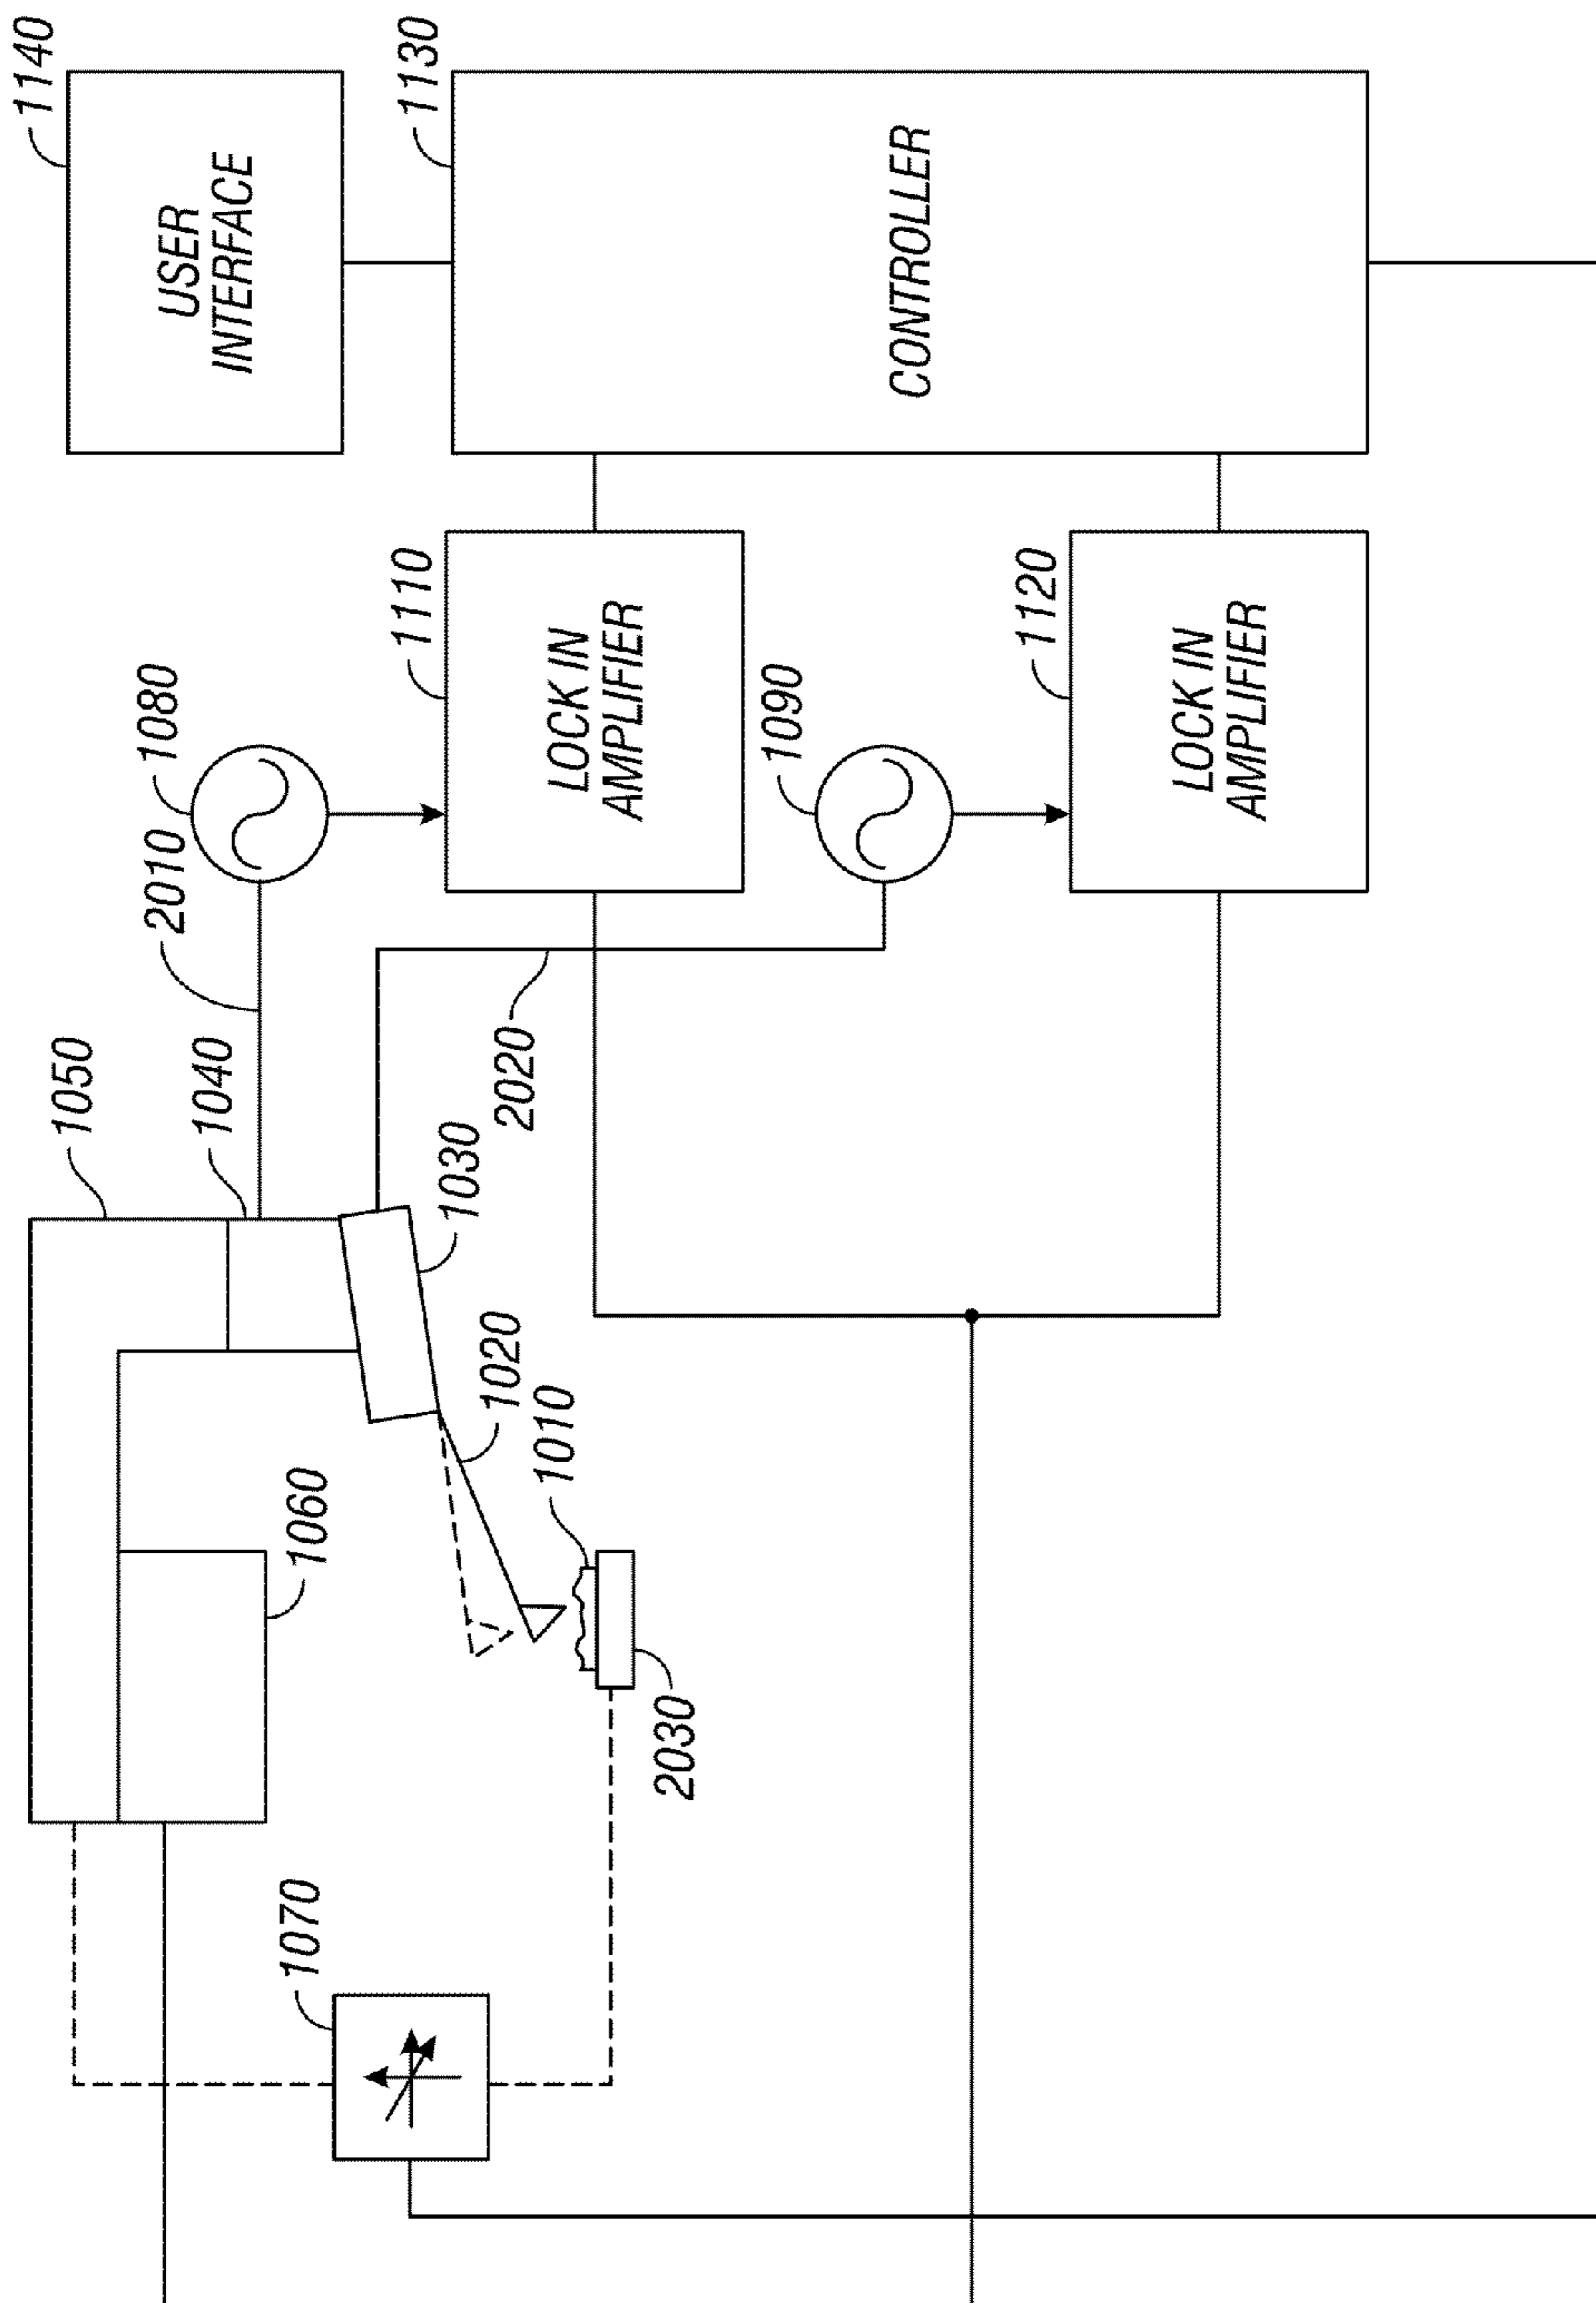 1140
USER
INTERFACE
1130
CONTROLLER
1110
LOCK IN
AMPLIFIER
1120
LOCK IN
AMPLIFIER
1080
1090
2010
2020
1050
1040
1030
1020
1010
1060
2030
1070